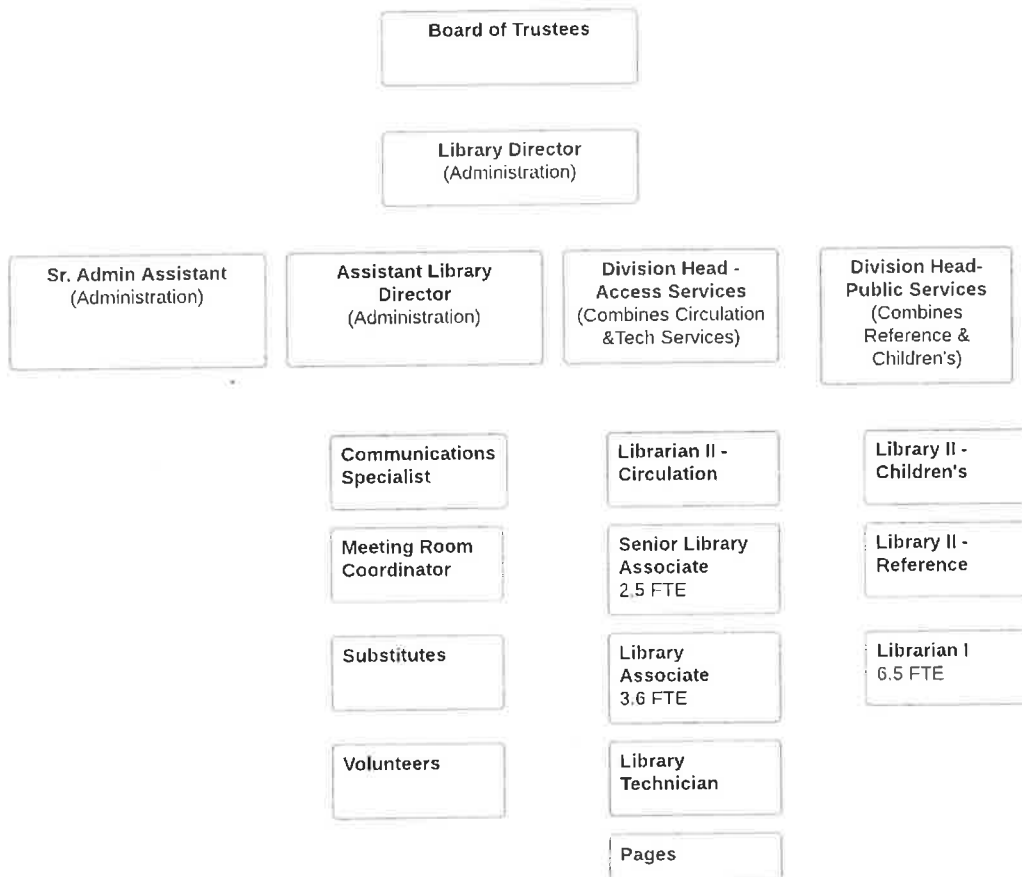 Board of Trustees
Library Director
(Administration)
Sr. Admin Assistant
(Administration)
Assistant Library
Director
(Administration)
Division Head -
Access Services
(Combines Circulation
&Tech Services)
Division Head-
Public Services
(Combines
Reference &
Children's)
Communications
Specialist
Meeting Room
Coordinator
Substitutes
Volunteers
Librarian II -
Circulation
Senior Library
Associate
2.5 FTE
Library
Associate
3.6 FTE
Library
Technician
Pages
Library II -
Children's
Library II -
Reference
Librarian I
6.5 FTE